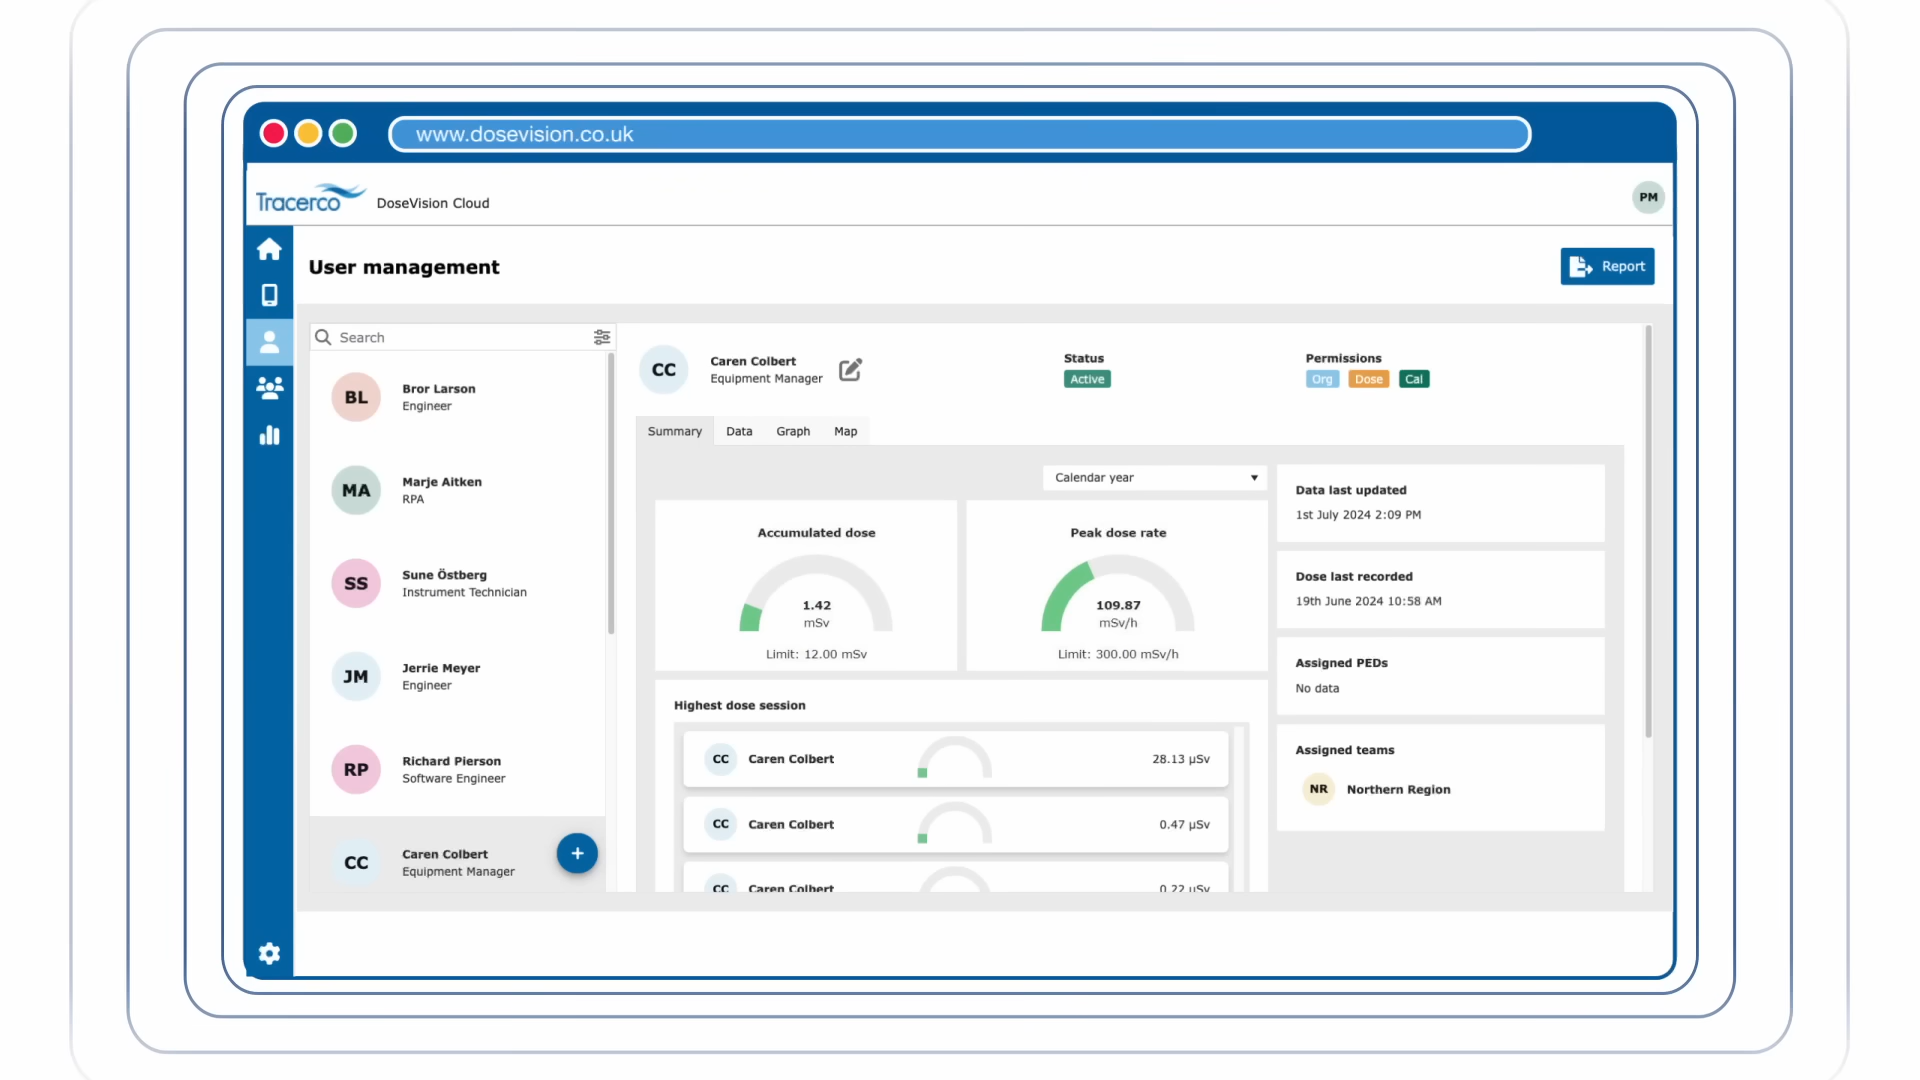 www.dosevision.co.uk
Tracerco
DoseVision Cloud
PM
User management
Report
Search
BL
Bror Larson
Engineer
MA
Marje Aitken
RPA
SS
Sune Östberg
Instrument Technician
JM
Jerrie Meyer
Engineer
RP
Richard Pierson
Software Engineer
CC
Caren Colbert
Equipment Manager
+
CC
Caren Colbert
Equipment Manager
Status
Active
Permissions
Org Dose Cal
Summary Data Graph Map
Calendar year
Accumulated dose
1.42
mSv
Limit: 12.00 mSv
Peak dose rate
109.87
mSv/h
Limit: 300.00 mSv/h
Highest dose session
CC Caren Colbert 28.13 µSv
CC Caren Colbert 0.47 µSv
CC Caren Colbert 0.22 µSv
Data last updated
1st July 2024 2:09 PM
Dose last recorded
19th June 2024 10:58 AM
Assigned PEDs
No data
Assigned teams
NR Northern Region